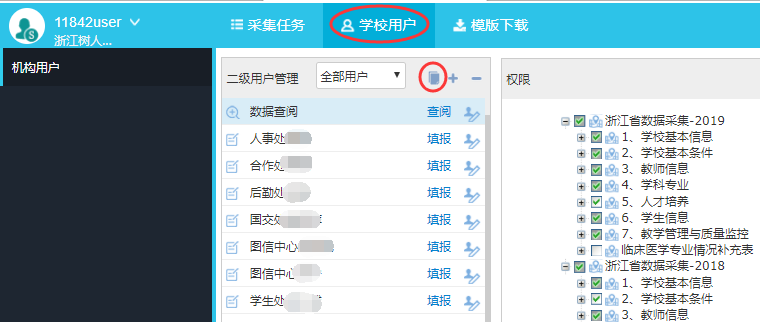 11842user
浙江树人...
采集任务
学校用户
模版下载
机构用户
二级用户管理
全部用户
数据查阅 查阅
人事处 填报
合作处 填报
后勤处 填报
国交处 填报
图信中心 填报
图信中心 填报
学生处 填报
权限
浙江省数据采集-2019
1、学校基本信息
2、学校基本条件
3、教师信息
4、学科专业
5、人才培养
6、学生信息
7、教学管理与质量监控
临床医学专业情况补充表
浙江省数据采集-2018
1、学校基本信息
2、学校基本条件
3、教师信息